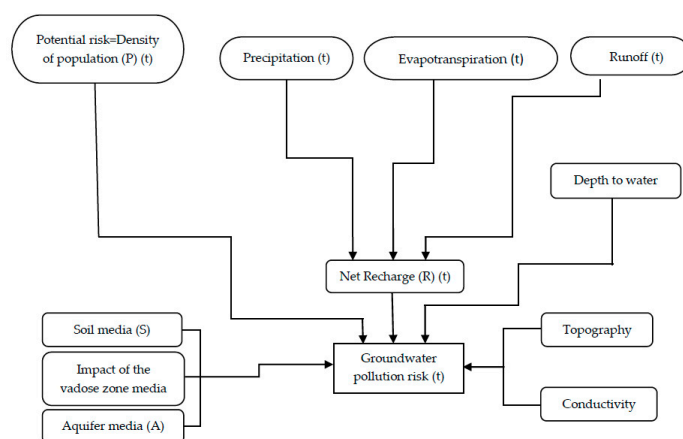 Potential risk=Density
of population (P) (t)
Precipitation (t)
Evapotranspiration (t)
Runoff (t)
Depth to water
Net Recharge (R) (t)
Soil media (S)
Impact of the
vadose zone media
Aquifer media (A)
Groundwater
pollution risk (t)
Topography
Conductivity